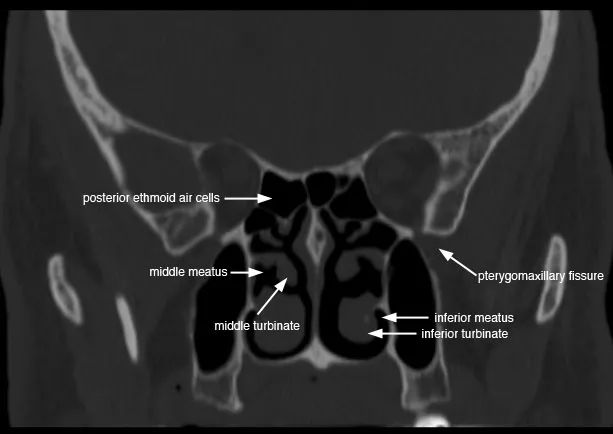 posterior ethmoid air cells
middle meatus
pterygomaxillary fissure
middle turbinate
inferior meatus
inferior turbinate